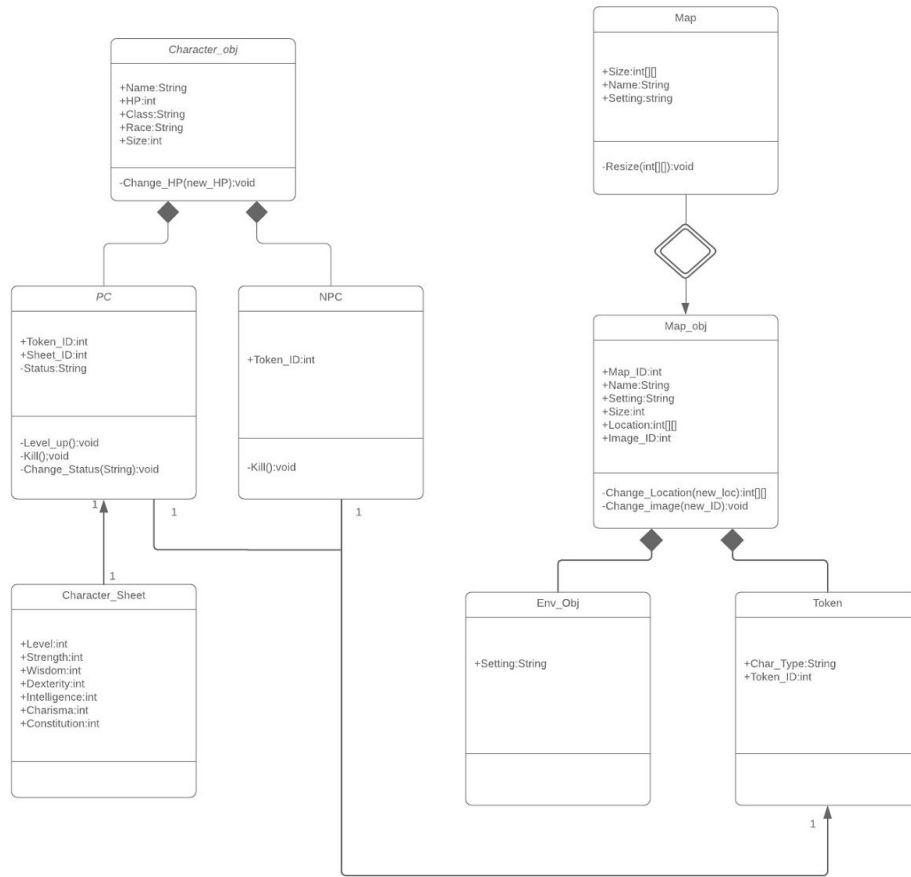 Character_obj
+Name:String
+HP:int
+Class:String
+Race:String
+Size:int
-Change_HP(new_HP):void
Map
+Size:int[][]
+Name:String
+Setting:string
-Resize(int[][]):void
PC
+Token_ID:int
+Sheet_ID:int
-Status:String
-Level_up():void
-Kill();void
-Change_Status(String):void
NPC
+Token_ID:int
-Kill():void
Map_obj
+Map_ID:int
+Name:String
+Setting:String
+Size:int
+Location:int[][]
+Image_ID:int
-Change_Location(new_loc):int[][]
-Change_image(new_ID):void
1
1
1
1
Character_Sheet
+Level:int
+Strength:int
+Wisdom:int
+Dexterity:int
+Intelligence:int
+Charisma:int
+Constitution:int
Env_Obj
+Setting:String
Token
+Char_Type:String
+Token_ID:int
1